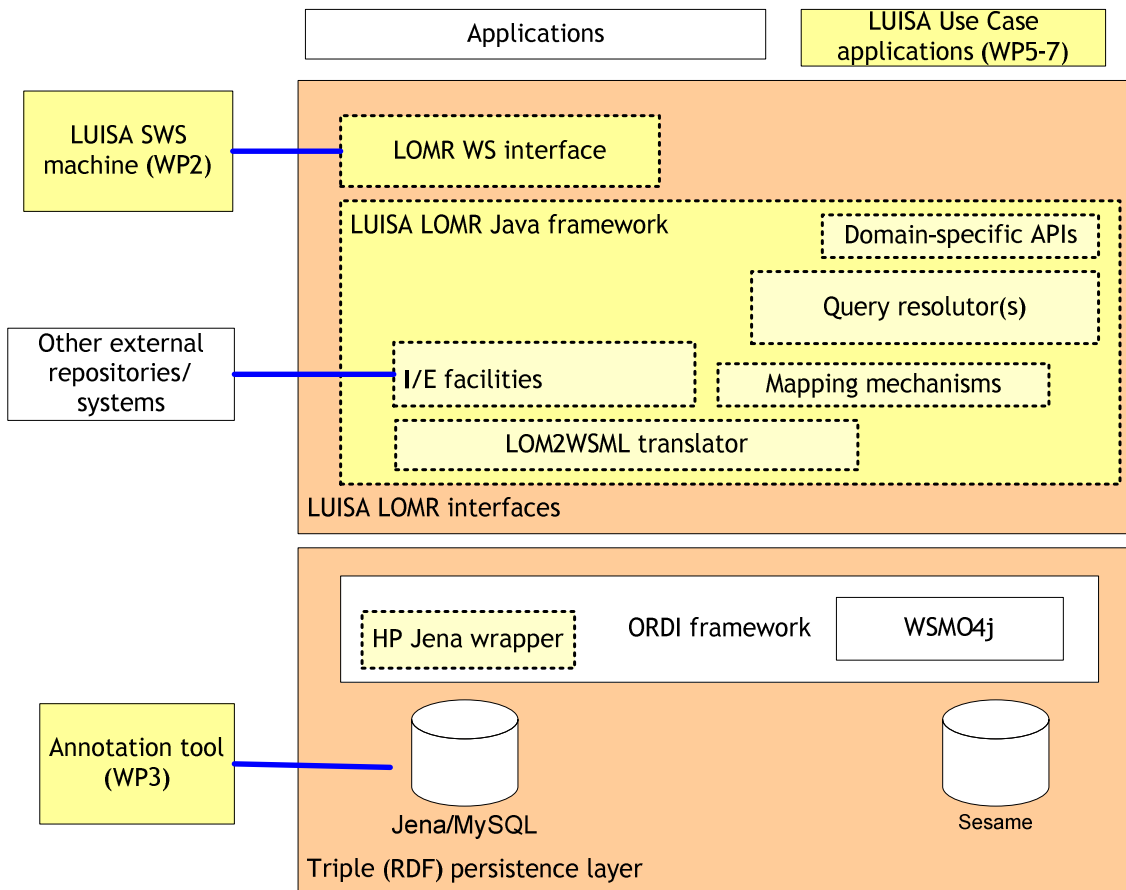 Applications
LUISA Use Case
applications (WP5-7)
LUISA SWS
machine (WP2)
LOMR WS interface
LUISA LOMR Java framework
Domain-specific APIs
Query resolutor(s)
Other external
repositories/
systems
I/E facilities
Mapping mechanisms
LOM2WSML translator
LUISA LOMR interfaces
HP Jena wrapper
ORDI framework
WSMO4j
Annotation tool
(WP3)
Jena/MySQL
Sesame
Triple (RDF) persistence layer